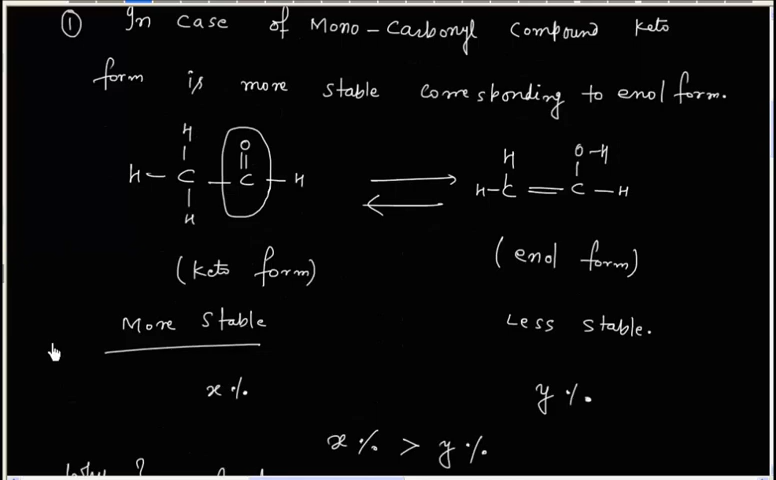 ① In case of Mono-Carbonyl Compound keto
form is more stable corresponding to enol form.
H H O-H
H-C-C-H H-C=C-H
H O
(keto form) (enol form)
More Stable Less stable.
x% y%.
x% > y%.
Why?